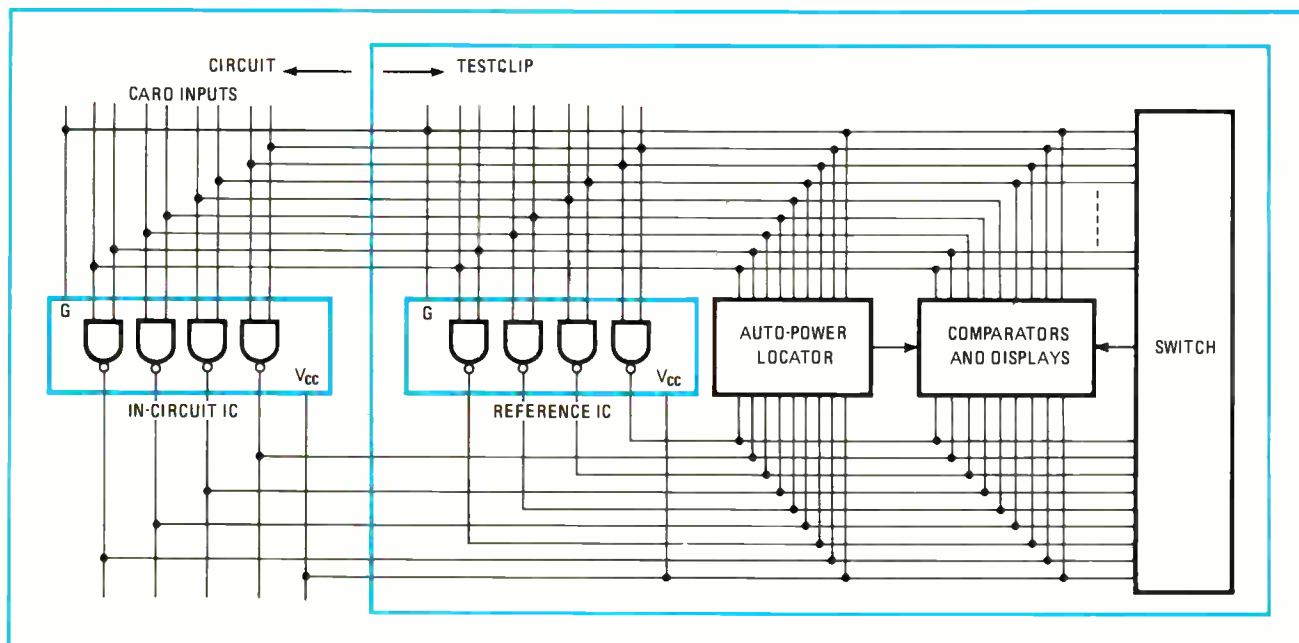 CIRCUIT
TESTCLIP
CARO INPUTS
G
VCC
IN-CIRCUIT IC
G
VCC
REFERENCE IC
AUTO-POWER
LOCATOR
COMPARATORS
AND DISPLAYS
SWITCH